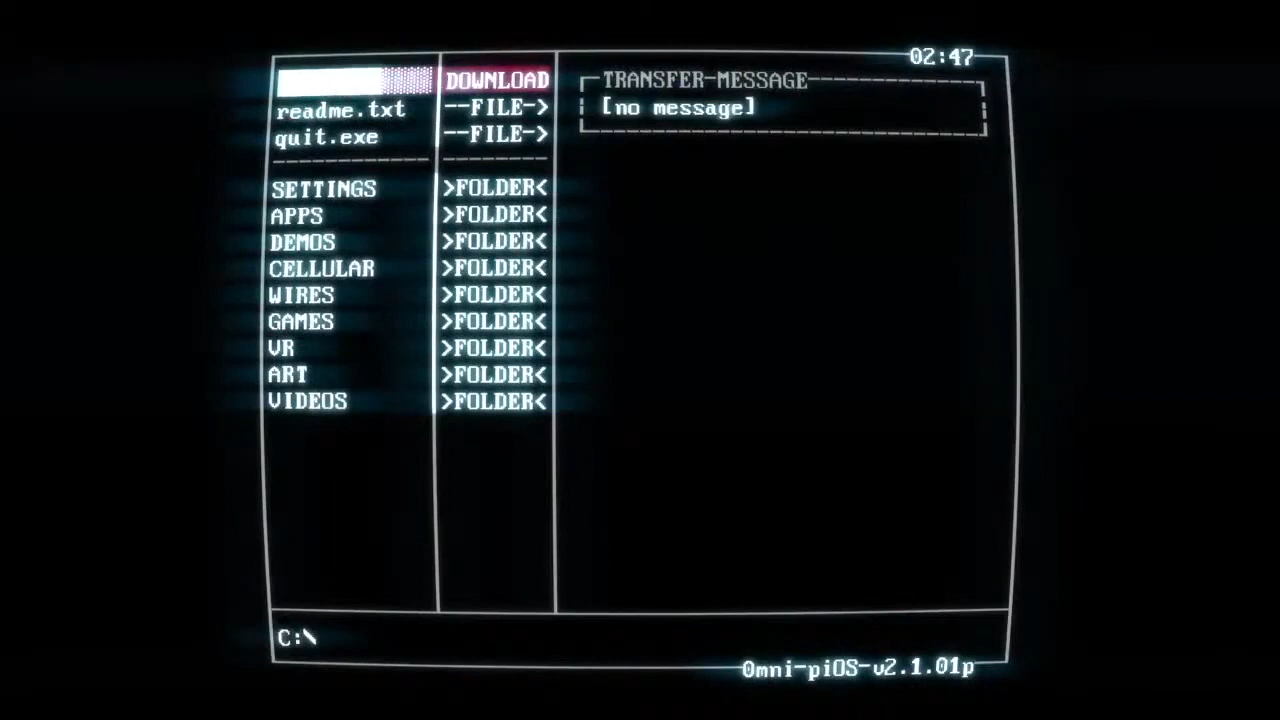 02:47
DOWNLOAD
readme.txt --FILE->
quit.exe --FILE->
SETTINGS >FOLDER<
APPS >FOLDER<
DEMOS >FOLDER<
CELLULAR >FOLDER<
WIRES >FOLDER<
GAMES >FOLDER<
VR >FOLDER<
ART >FOLDER<
VIDEOS >FOLDER<
TRANSFER-MESSAGE
[no message]
C:\
0mni-piOS-v2.1.01p